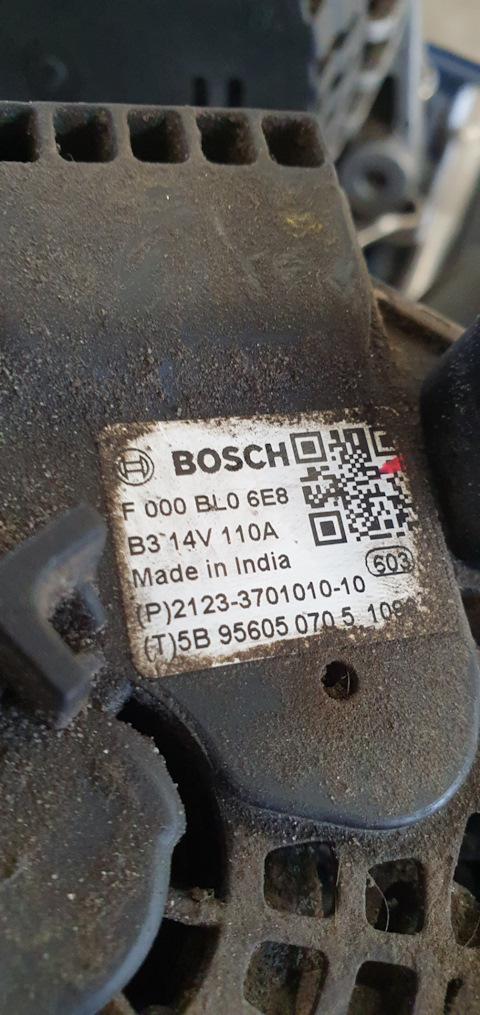 BOSCH
F 000 BL0 6E8
B3 14V 110A
Made in India
603
(P)2123-3701010-10
(T)5B 95605 070 5